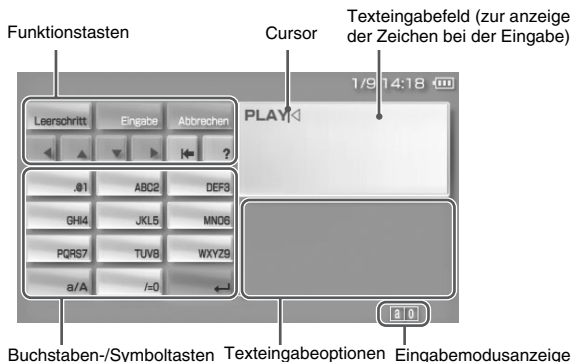 Funktionstasten
Cursor
Texteingabefeld (zur anzeige
der Zeichen bei der Eingabe)
1/9 14:18
Leerschritt Eingabe Abbrechen
PLAY
?
.@1 ABC2 DEF3
GHI4 JKL5 MNO6
PQRS7 TUV8 WXYZ9
a/A /=0
a 0
Buchstaben-/Symboltasten Texteingabeoptionen Eingabemodusanzeige